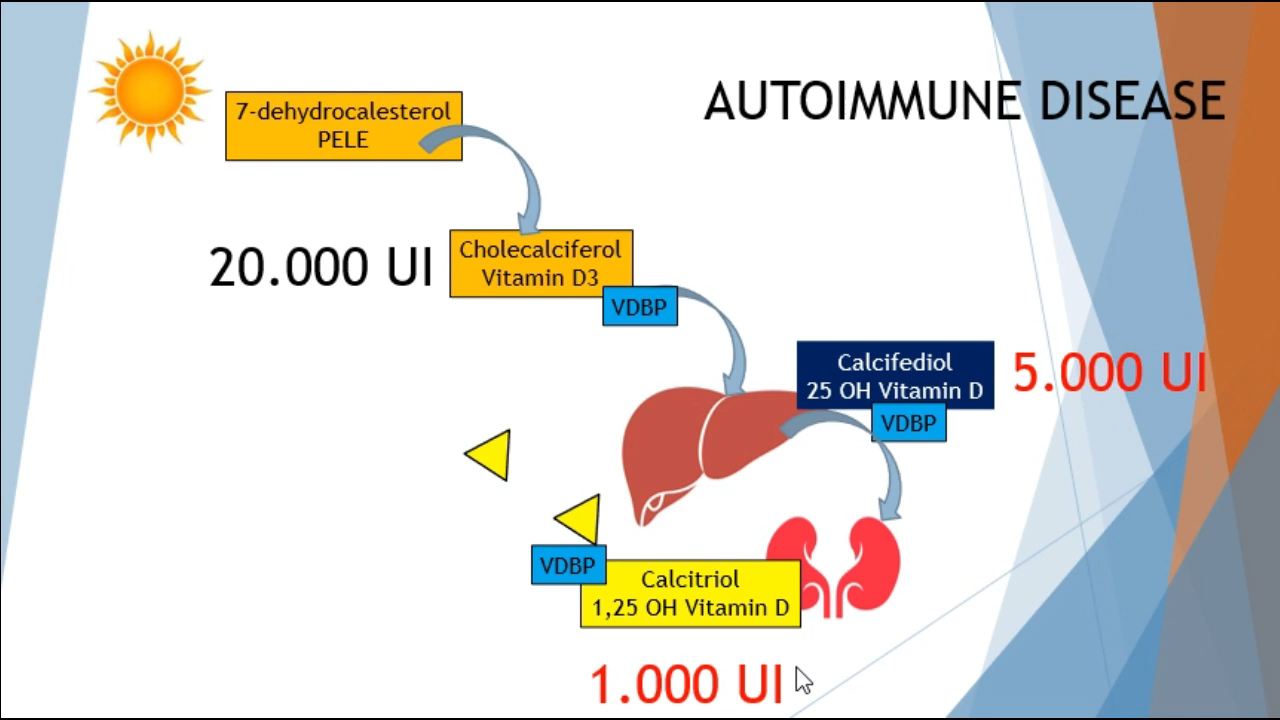 AUTOIMMUNE DISEASE
7-dehydrocalesterol
PELE
20.000 UI
Cholecalciferol
Vitamin D3
VDBP
Calcifediol
25 OH Vitamin D
5.000 UI
VDBP
VDBP
Calcitriol
1,25 OH Vitamin D
1.000 UI